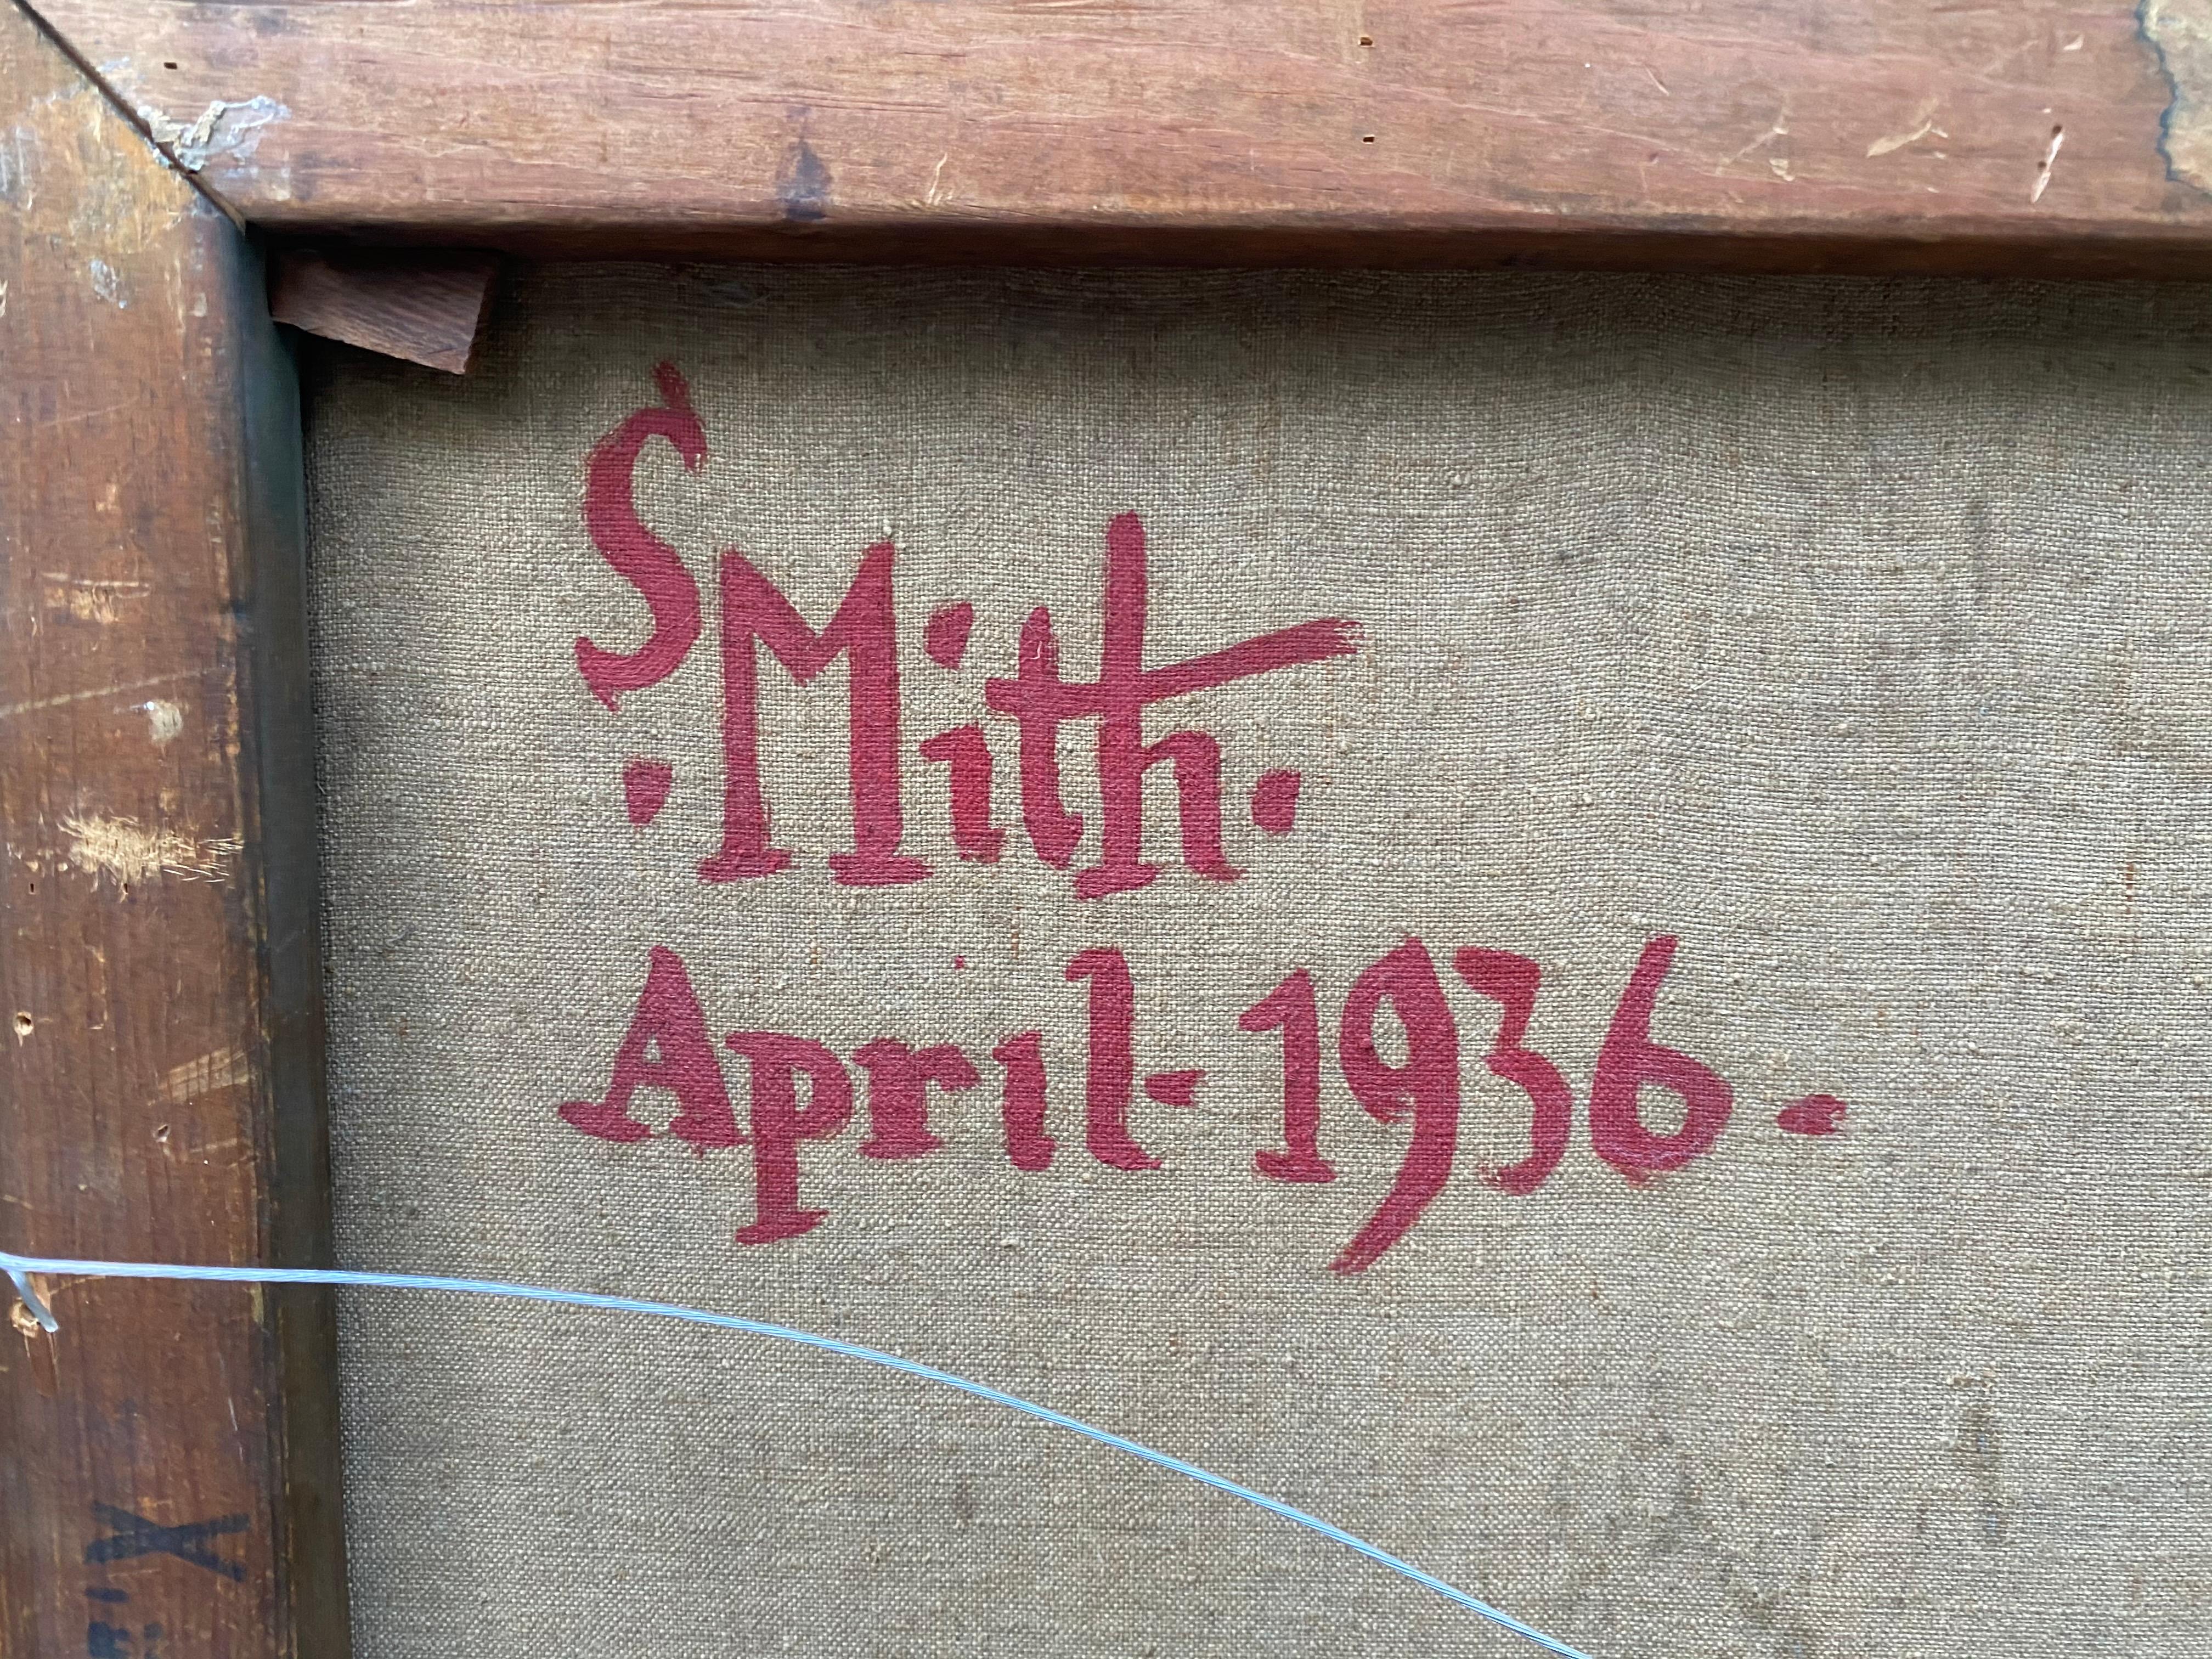 S
.Mith.
April-1936-
X